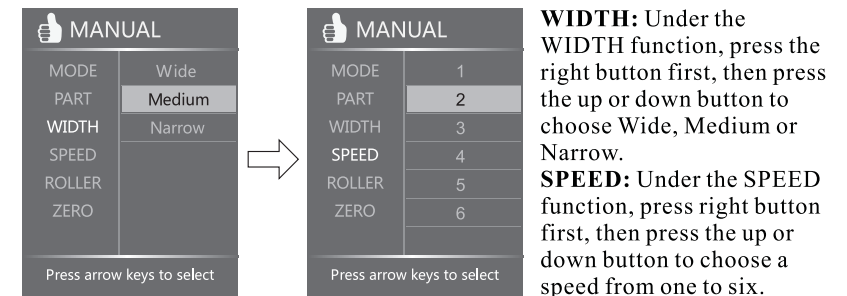 MANUAL
MODE
PART
WIDTH
SPEED
ROLLER
ZERO
Wide
Medium
Narrow
Press arrow keys to select
MANUAL
MODE
PART
WIDTH
SPEED
ROLLER
ZERO
1
2
3
4
5
6
Press arrow keys to select
WIDTH: Under the
WIDTH function, press the
right button first, then press
the up or down button to
choose Wide, Medium or
Narrow.
SPEED: Under the SPEED
function, press right button
first, then press the up or
down button to choose a
speed from one to six.